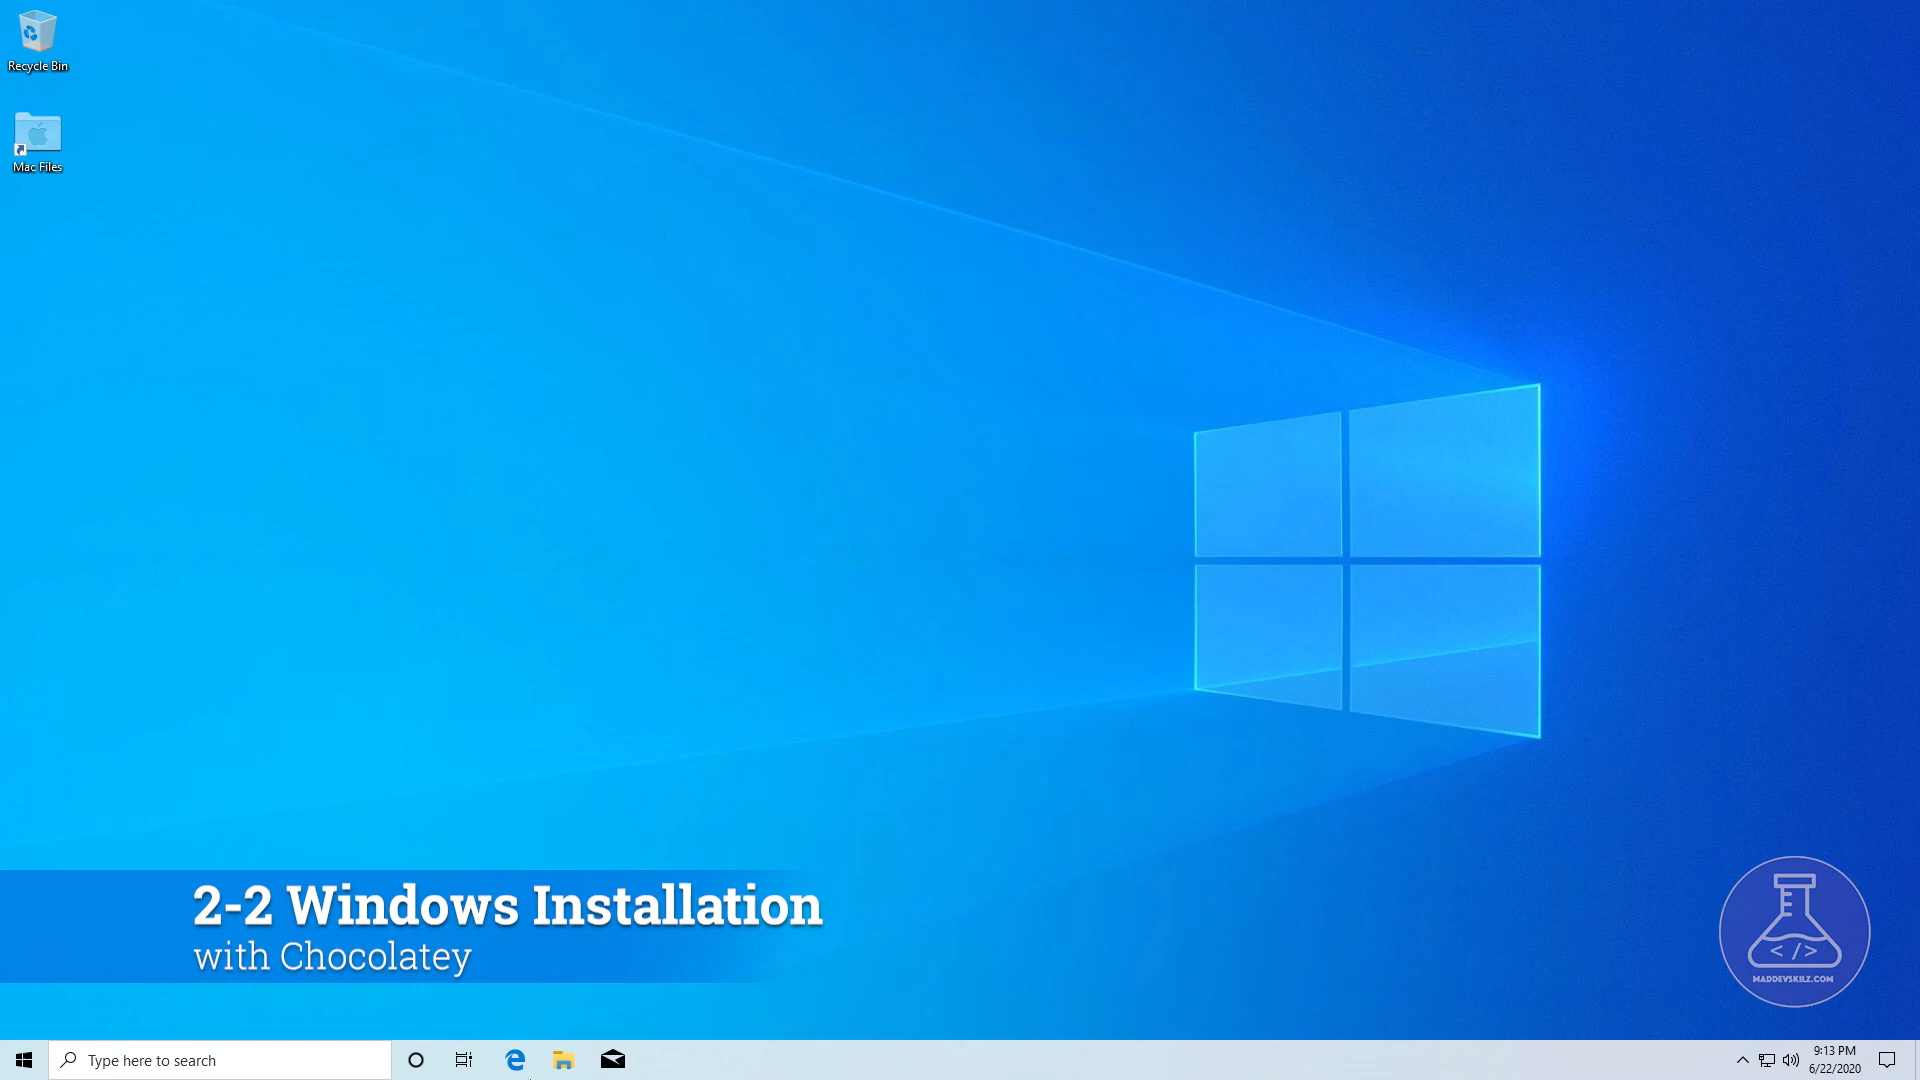 Recycle Bin
Mac Files
2-2 Windows Installation
with Chocolatey
</>
MADDEVSKILZ.COM
Type here to search
9:13 PM
6/22/2020